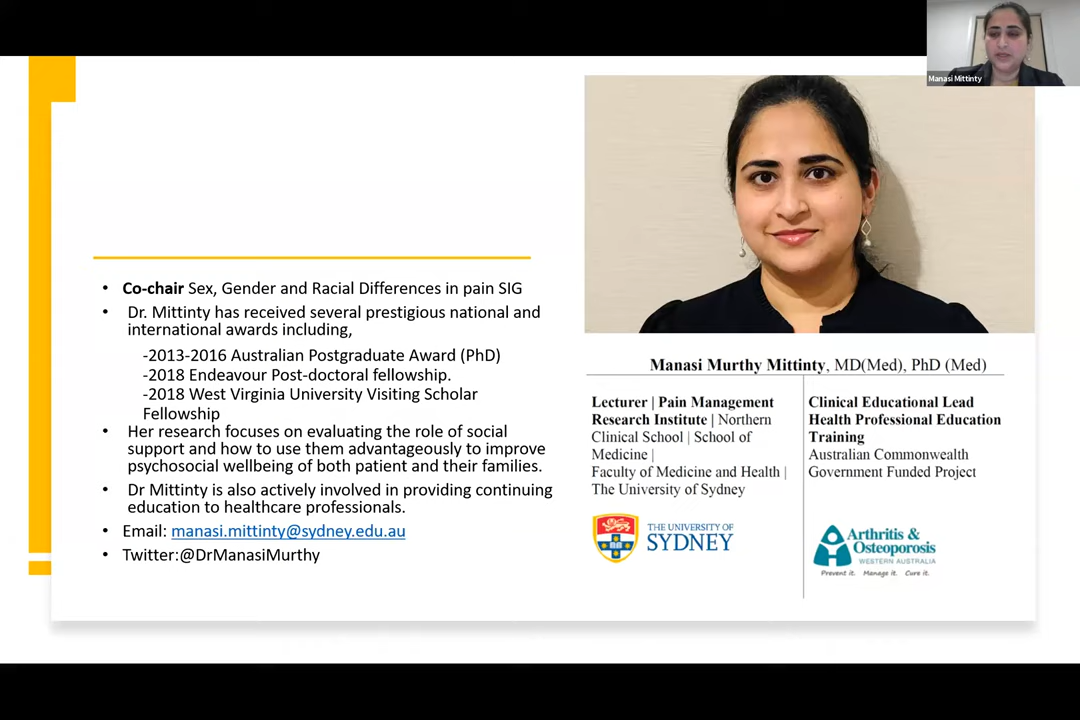 Manasi Mittinty
• Co-chair Sex, Gender and Racial Differences in pain SIG
• Dr. Mittinty has received several prestigious national and
international awards including,
-2013-2016 Australian Postgraduate Award (PhD)
-2018 Endeavour Post-doctoral fellowship.
-2018 West Virginia University Visiting Scholar
Fellowship
• Her research focuses on evaluating the role of social
support and how to use them advantageously to improve
psychosocial wellbeing of both patient and their families.
• Dr Mittinty is also actively involved in providing continuing
education to healthcare professionals.
• Email: manasi.mittinty@sydney.edu.au
• Twitter:@DrManasiMurthy
Manasi Murthy Mittinty, MD(Med), PhD (Med)
Lecturer | Pain Management
Research Institute | Northern
Clinical School | School of
Medicine |
Faculty of Medicine and Health |
The University of Sydney
THE UNIVERSITY OF
SYDNEY
Clinical Educational Lead
Health Professional Education
Training
Australian Commonwealth
Government Funded Project
Arthritis &
Osteoporosis
WESTERN AUSTRALIA
Prevent it. Manage it. Cure it.